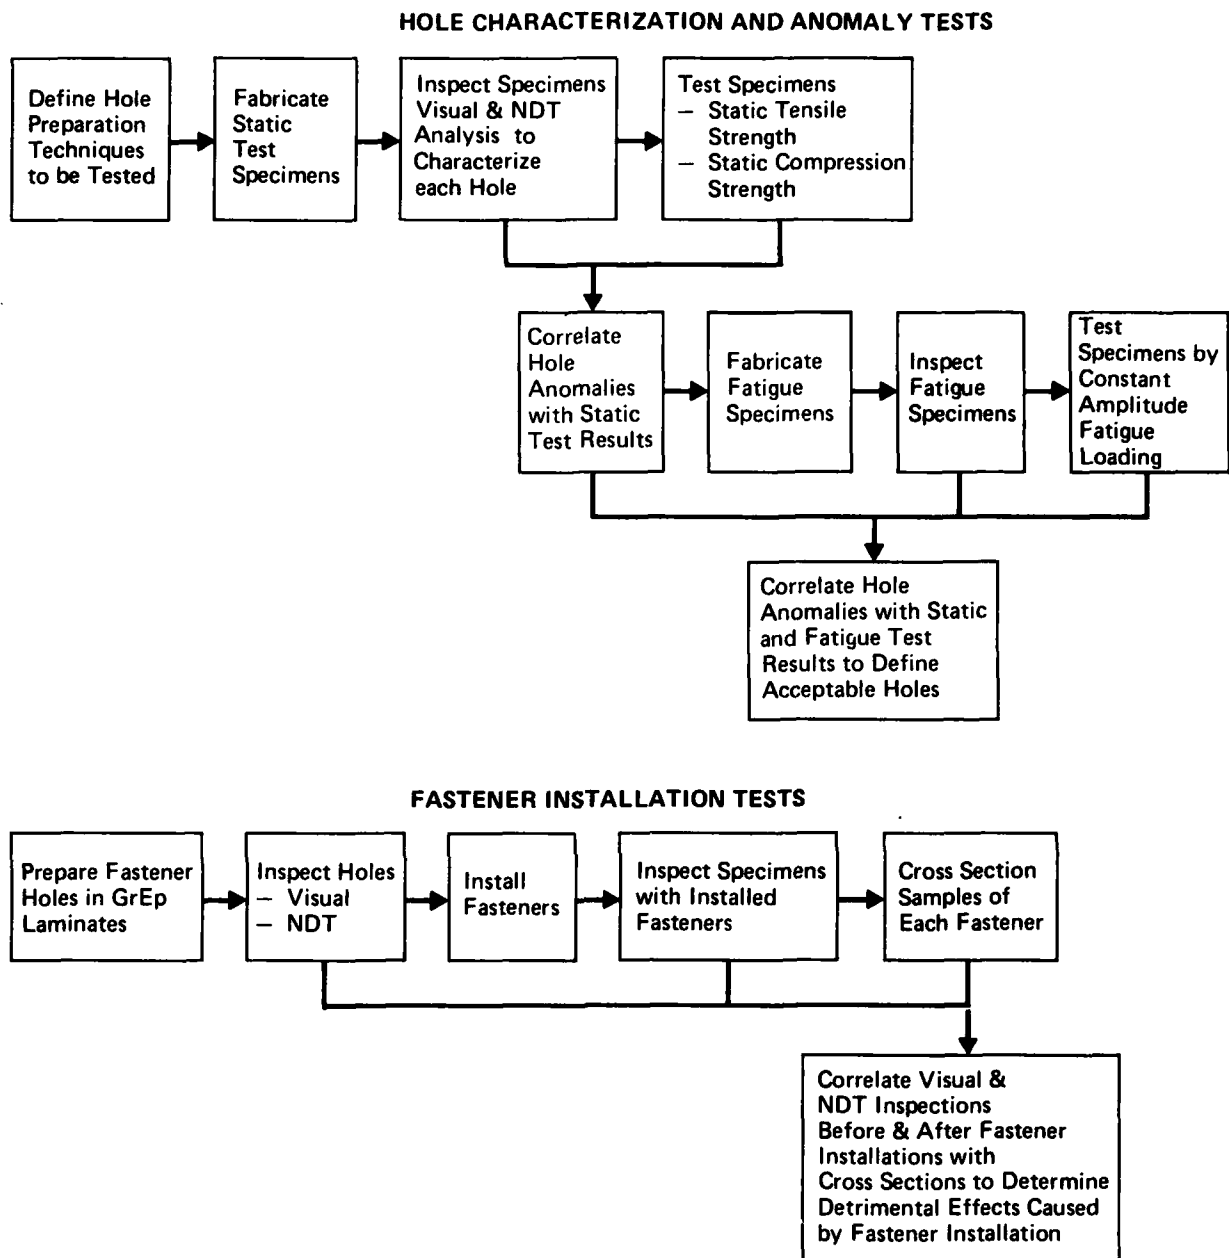 HOLE CHARACTERIZATION AND ANOMALY TESTS
Define Hole
Preparation
Techniques
to be Tested
Fabricate
Static
Test
Specimens
Inspect Specimens
Visual & NDT
Analysis to
Characterize
each Hole
Test Specimens
– Static Tensile
Strength
– Static Compression
Strength
Correlate
Hole
Anomalies
with Static
Test Results
Fabricate
Fatigue
Specimens
Inspect
Fatigue
Specimens
Test
Specimens by
Constant
Amplitude
Fatigue
Loading
Correlate Hole
Anomalies with Static
and Fatigue Test
Results to Define
Acceptable Holes
FASTENER INSTALLATION TESTS
Prepare Fastener
Holes in GrEp
Laminates
Inspect Holes
– Visual
– NDT
Install
Fasteners
Inspect Specimens
with Installed
Fasteners
Cross Section
Samples of
Each Fastener
Correlate Visual &
NDT Inspections
Before & After Fastener
Installations with
Cross Sections to Determine
Detrimental Effects Caused
by Fastener Installation